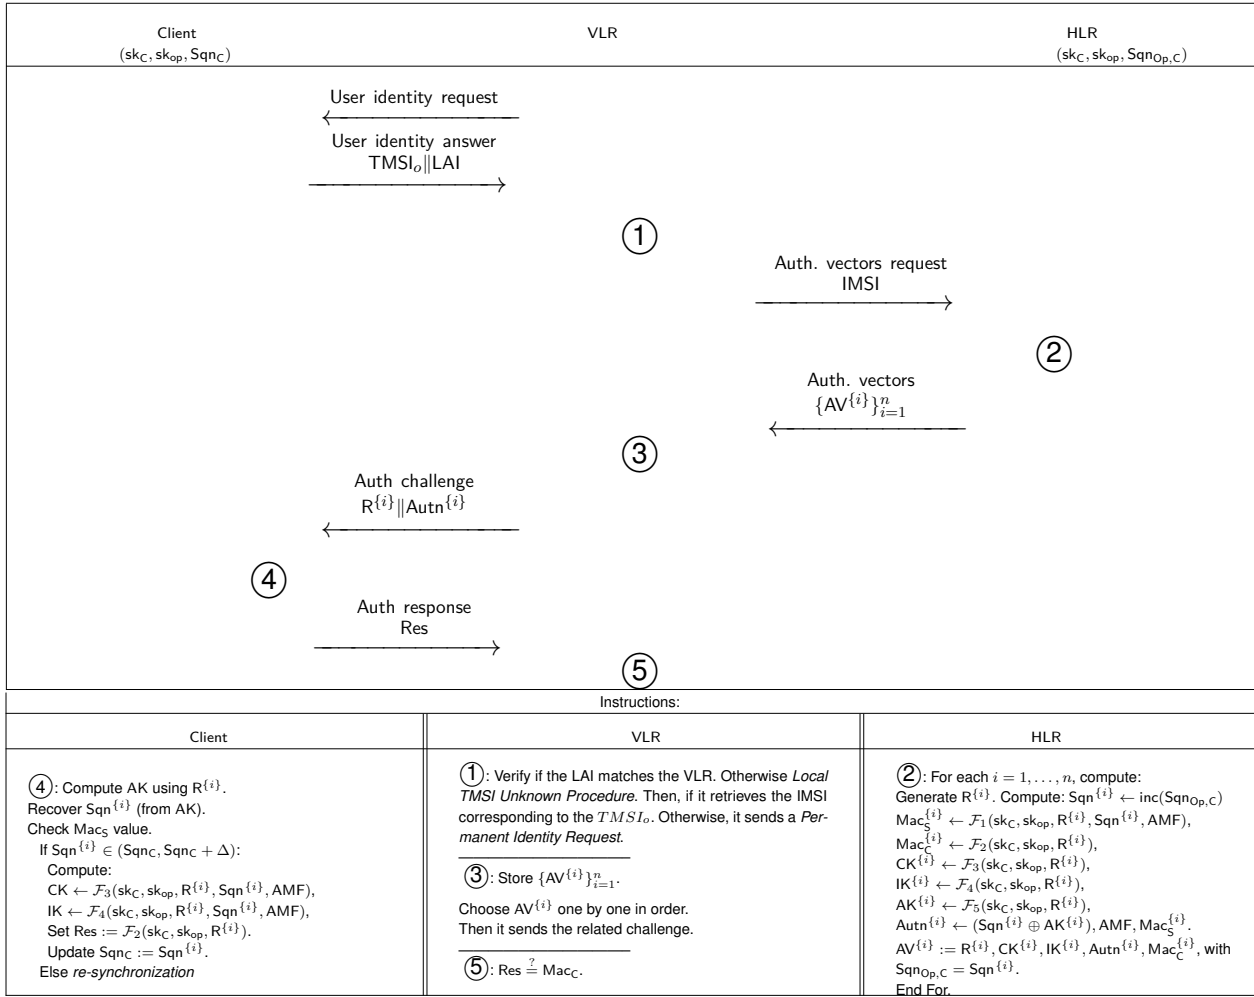 Client VLR HLR
(sk_C, sk_op, Sqn_C) (sk_C, sk_op, Sqn_Op,C)
User identity request
User identity answer
TMSI_o‖LAI
①
Auth. vectors request
IMSI
②
Auth. vectors
{AV^{i}}_{i=1}^n
③
Auth challenge
R^{i}‖Autn^{i}
④
Auth response
Res
⑤
Instructions:
Client VLR HLR
④: Compute AK using R^{i}.
Recover Sqn^{i} (from AK).
Check Mac_S value.
If Sqn^{i} ∈ (Sqn_C, Sqn_C + Δ):
Compute:
CK ← F_3(sk_C, sk_op, R^{i}, Sqn^{i}, AMF),
IK ← F_4(sk_C, sk_op, R^{i}, Sqn^{i}, AMF),
Set Res := F_2(sk_C, sk_op, R^{i}).
Update Sqn_C := Sqn^{i}.
Else re-synchronization
①: Verify if the LAI matches the VLR. Otherwise Local
TMSI Unknown Procedure. Then, if it retrieves the IMSI
corresponding to the TMSI_o. Otherwise, it sends a Per-
manent Identity Request.
③: Store {AV^{i}}_{i=1}^n.
Choose AV^{i} one by one in order.
Then it sends the related challenge.
⑤: Res ≟ Mac_C.
②: For each i = 1, . . . , n, compute:
Generate R^{i}. Compute: Sqn^{i} ← inc(Sqn_Op,C)
Mac_S^{i} ← F_1(sk_C, sk_op, R^{i}, Sqn^{i}, AMF),
Mac_C^{i} ← F_2(sk_C, sk_op, R^{i}),
CK^{i} ← F_3(sk_C, sk_op, R^{i}),
IK^{i} ← F_4(sk_C, sk_op, R^{i}),
AK^{i} ← F_5(sk_C, sk_op, R^{i}),
Autn^{i} ← (Sqn^{i} ⊕ AK^{i}), AMF, Mac_S^{i}.
AV^{i} := R^{i}, CK^{i}, IK^{i}, Autn^{i}, Mac_C^{i}, with
Sqn_Op,C = Sqn^{i}.
End For.